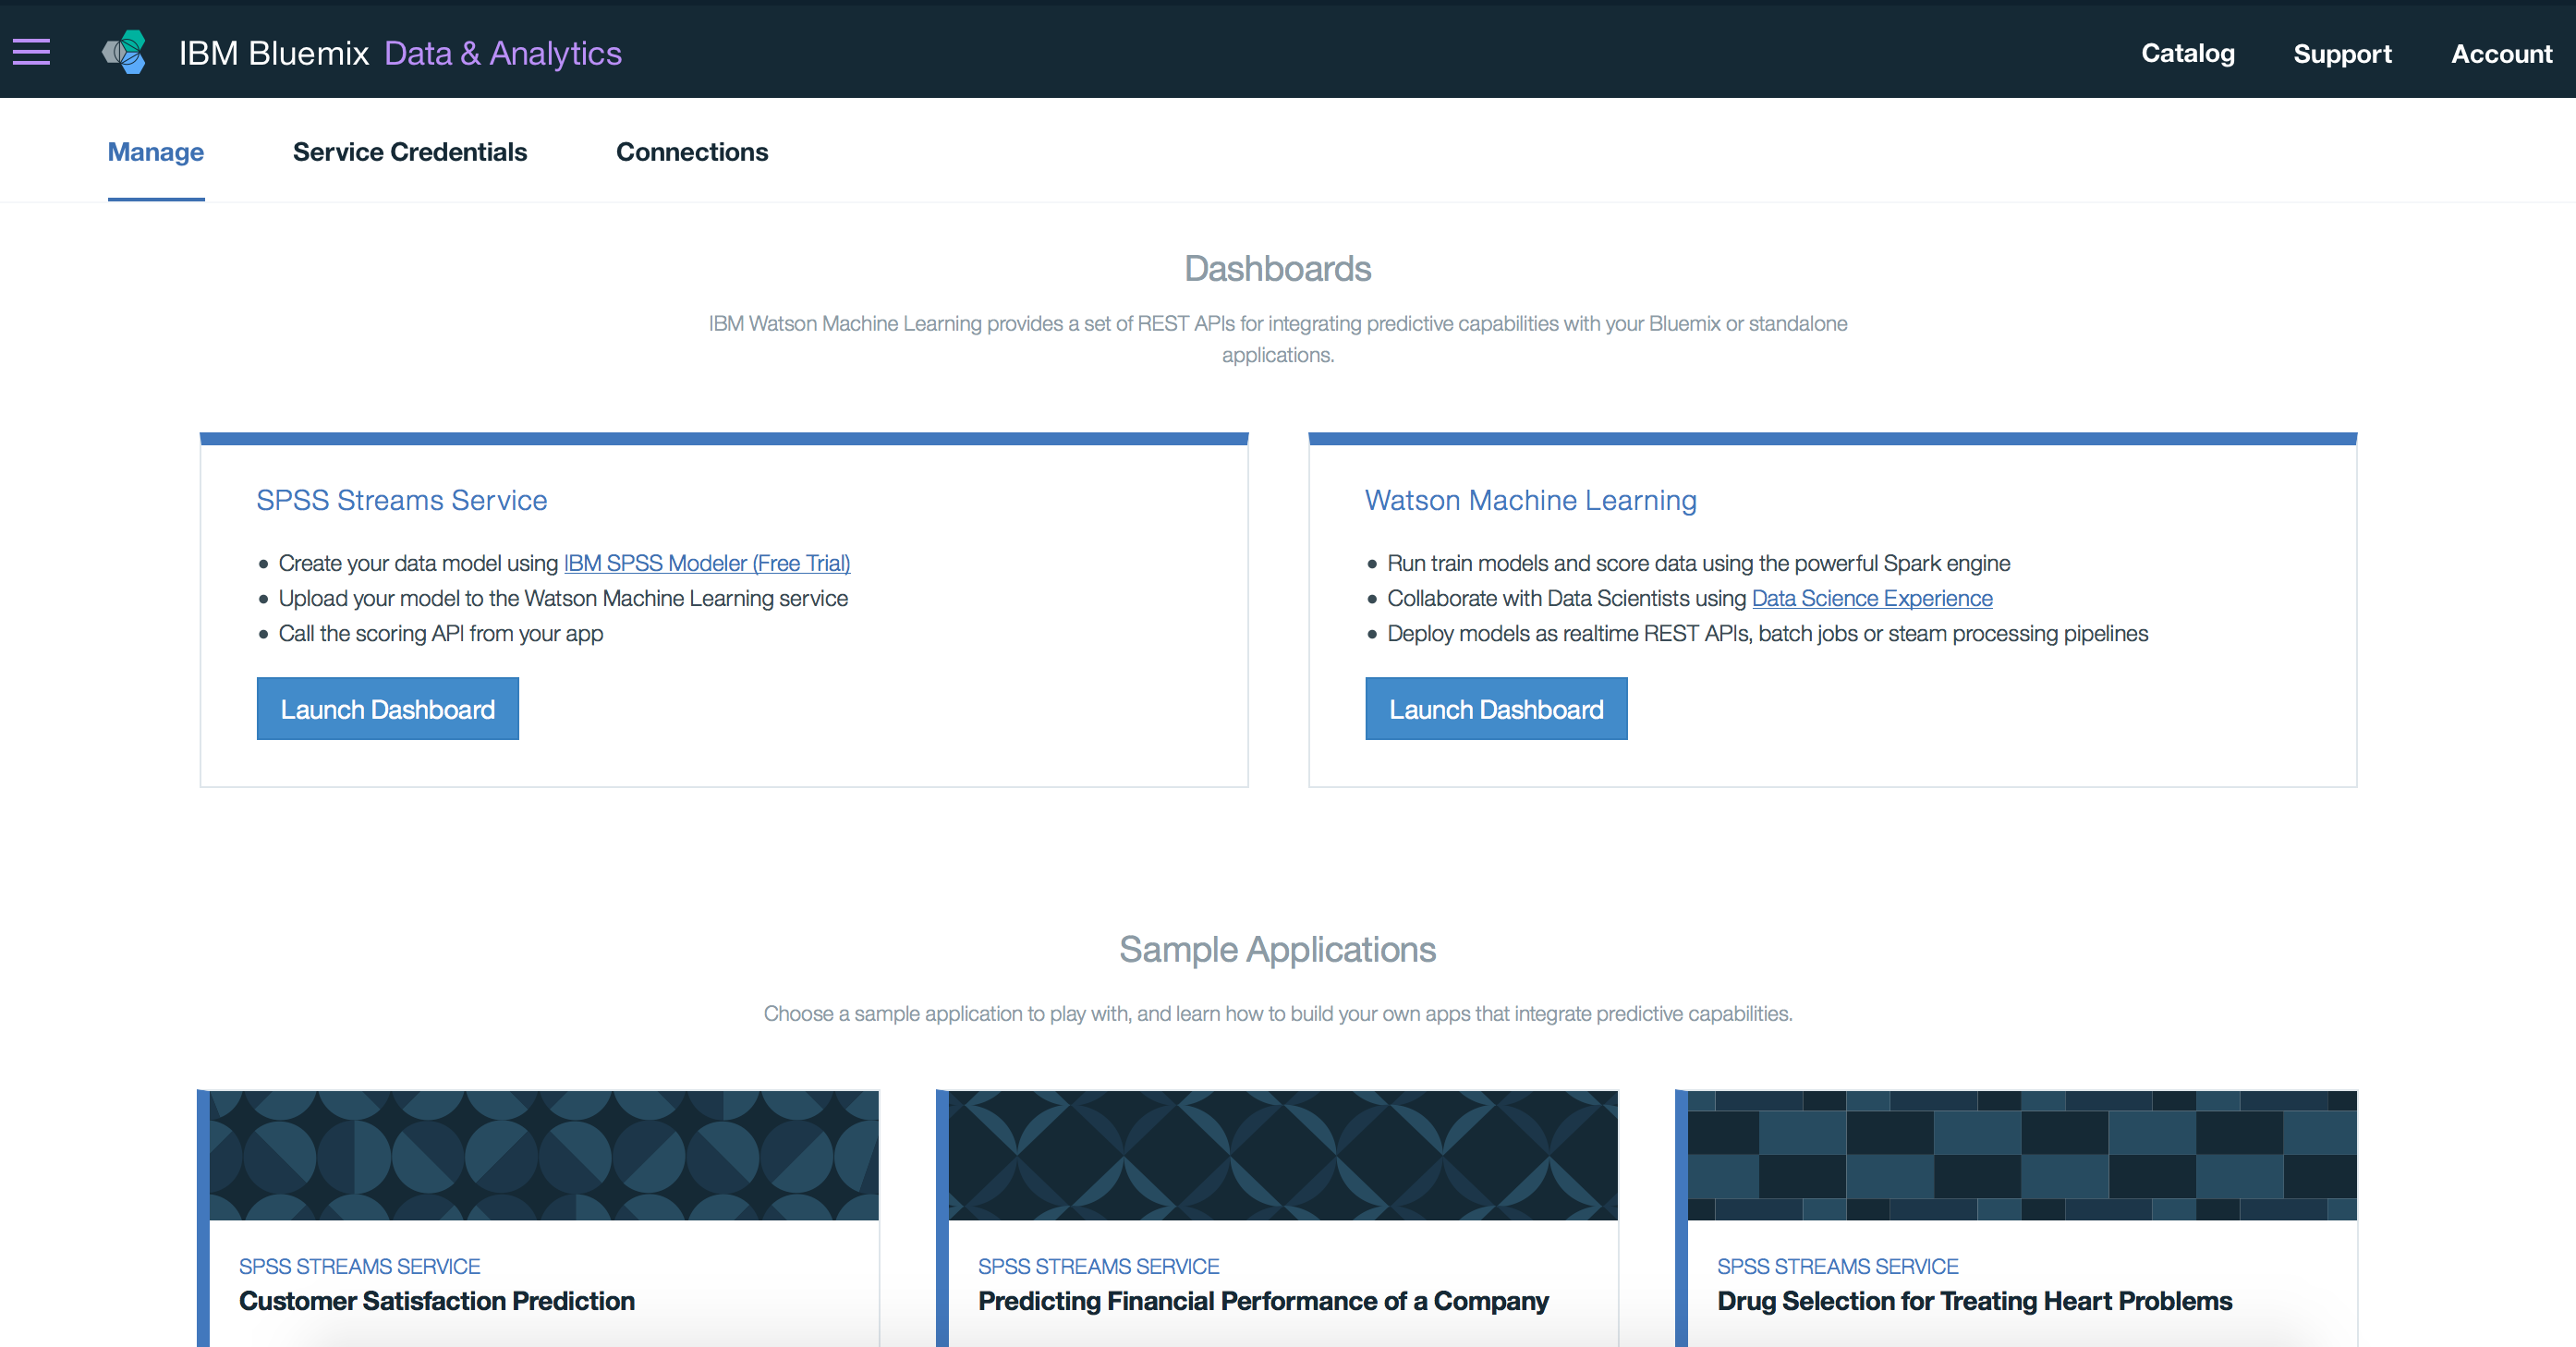 IBM Bluemix Data & Analytics
Catalog Support Account
Manage Service Credentials Connections
Dashboards
IBM Watson Machine Learning provides a set of REST APIs for integrating predictive capabilities with your Bluemix or standalone
applications.
SPSS Streams Service
• Create your data model using IBM SPSS Modeler (Free Trial)
• Upload your model to the Watson Machine Learning service
• Call the scoring API from your app
Launch Dashboard
Watson Machine Learning
• Run train models and score data using the powerful Spark engine
• Collaborate with Data Scientists using Data Science Experience
• Deploy models as realtime REST APIs, batch jobs or steam processing pipelines
Launch Dashboard
Sample Applications
Choose a sample application to play with, and learn how to build your own apps that integrate predictive capabilities.
SPSS STREAMS SERVICE
Customer Satisfaction Prediction
SPSS STREAMS SERVICE
Predicting Financial Performance of a Company
SPSS STREAMS SERVICE
Drug Selection for Treating Heart Problems